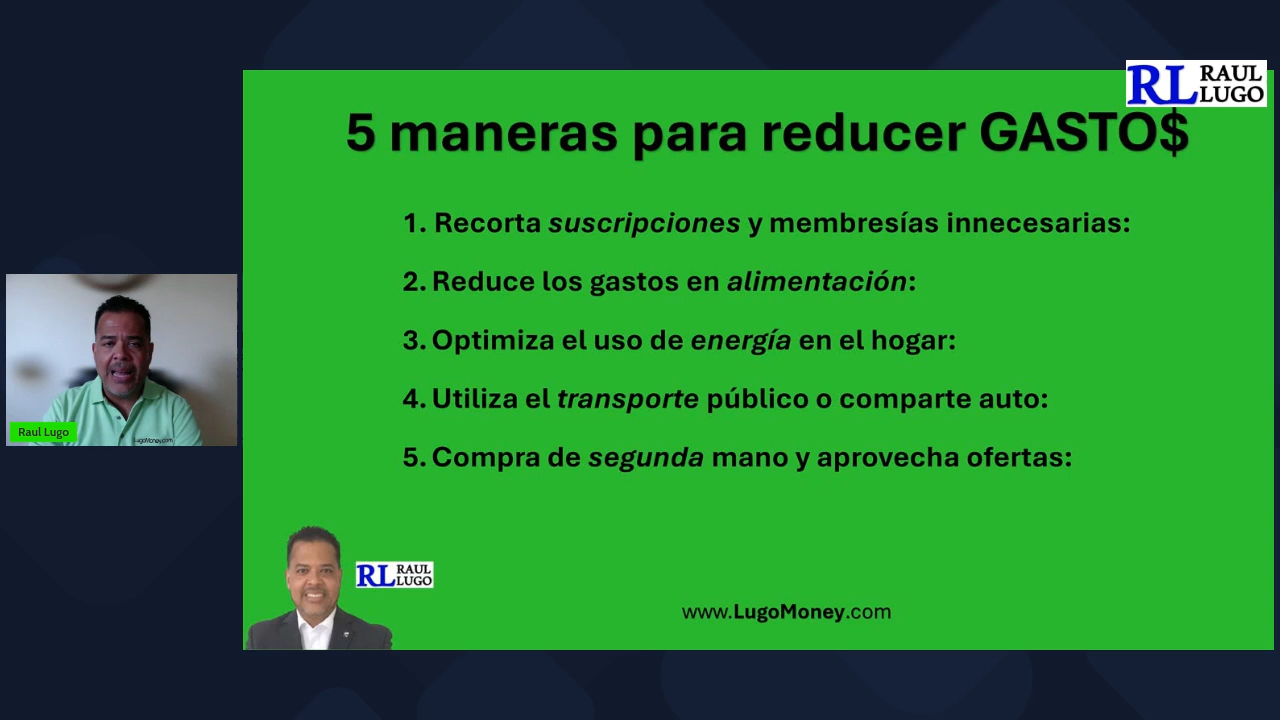 RL RAUL
LUGO
5 maneras para reducer GASTO$
1. Recorta suscripciones y membresías innecesarias:
2. Reduce los gastos en alimentación:
3. Optimiza el uso de energía en el hogar:
4. Utiliza el transporte público o comparte auto:
5. Compra de segunda mano y aprovecha ofertas:
Raul Lugo
LugoMoney.com
RL RAUL
LUGO
www.LugoMoney.com